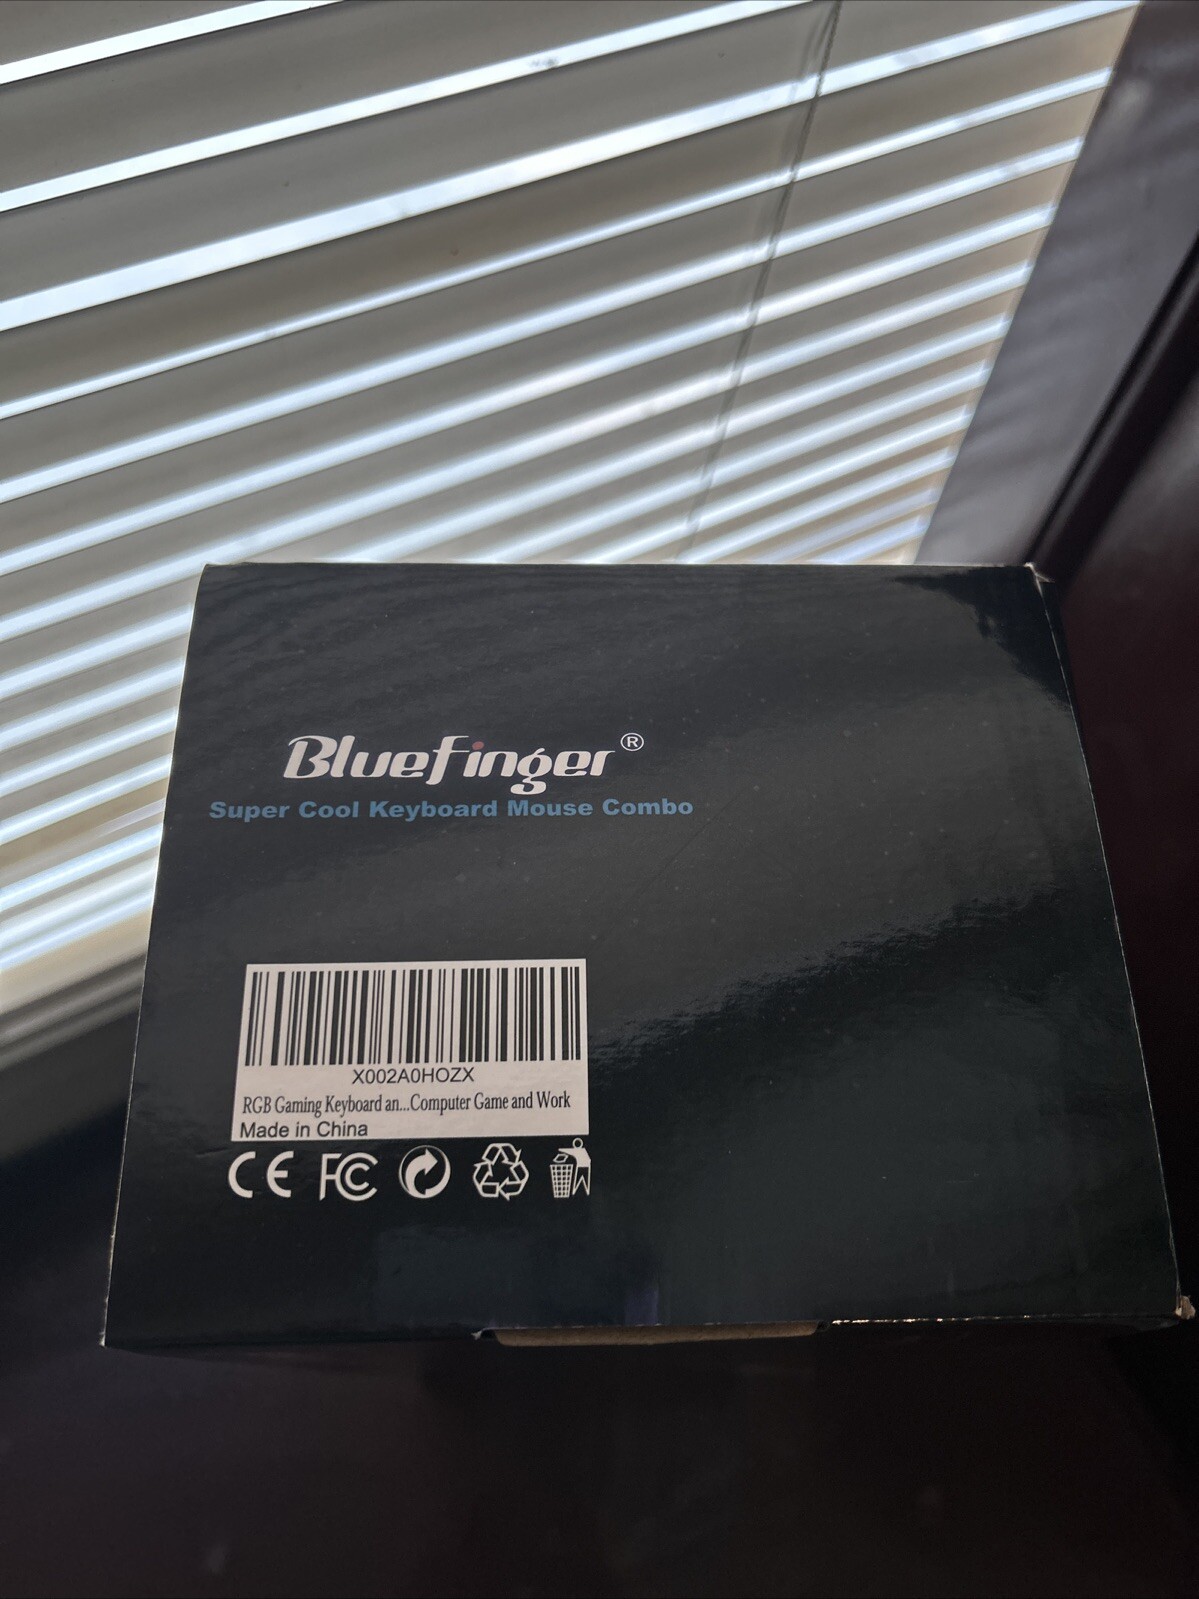 Bluefinger®
Super Cool Keyboard Mouse Combo
X002A0HOZX
RGB Gaming Keyboard an...Computer Game and Work
Made in China
CE FC